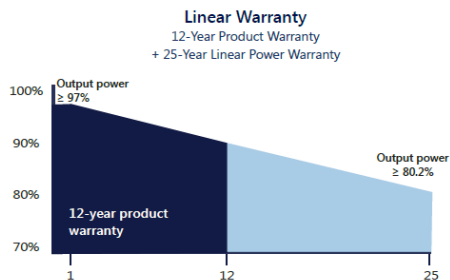 Linear Warranty
12-Year Product Warranty
+ 25-Year Linear Power Warranty
100%
Output power
≥ 97%
90%
Output power
≥ 80.2%
80%
12-year product
warranty
70%
1
12
25